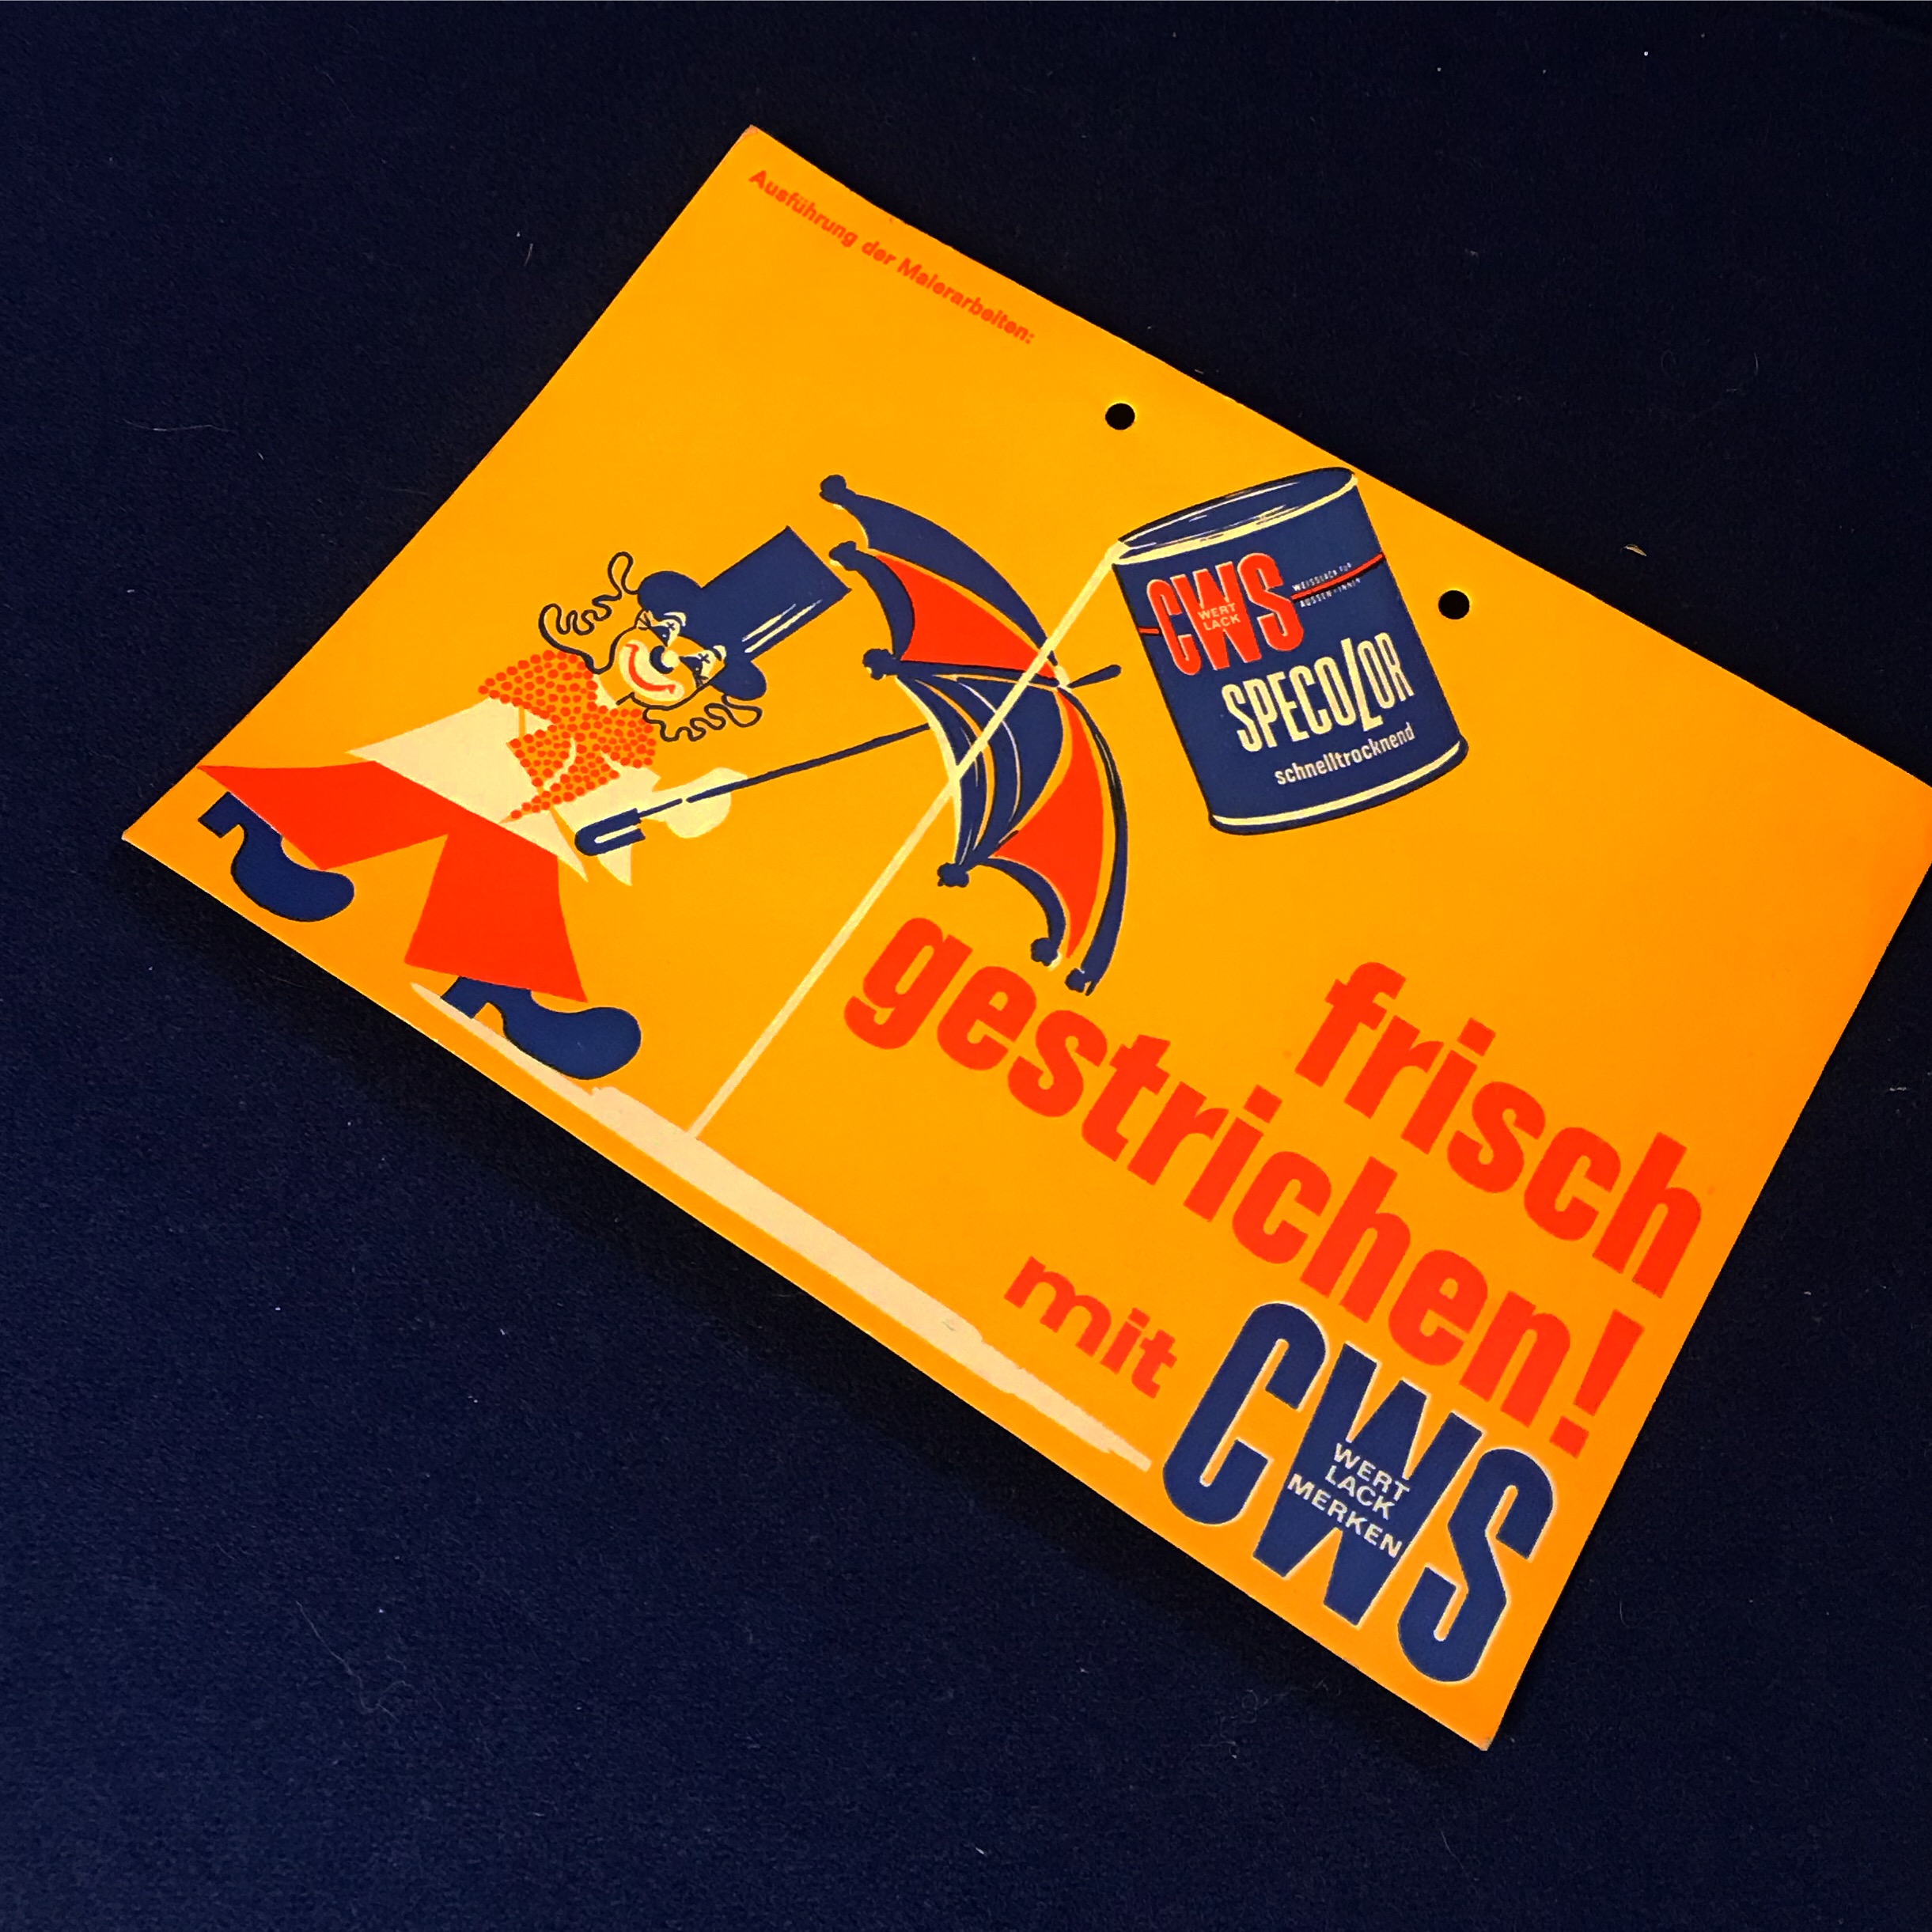 Ausführung der Malerarbeiten:
CWS
WERT
LACK
WEISSLACK FÜR
AUSSEN + INNEN
SPECOLOR
schnelltrocknend
frisch
gestrichen!
mit CWS
WERT
LACK
MERKEN